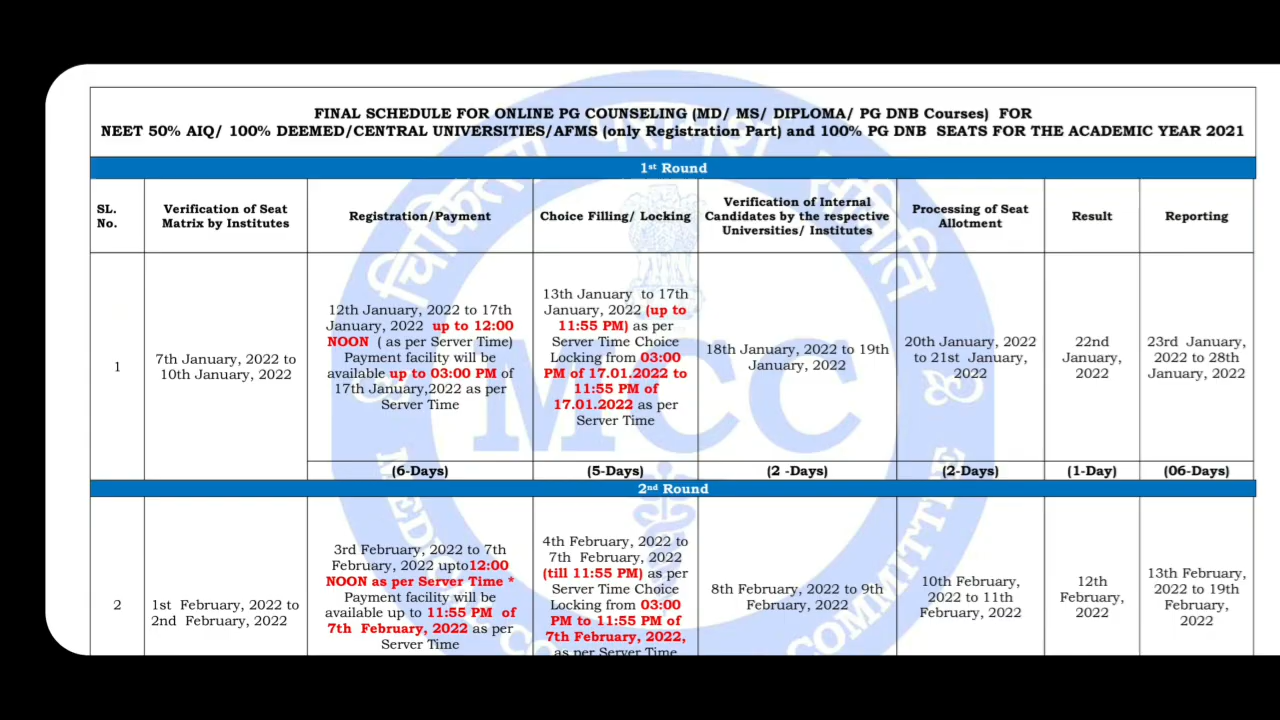 FINAL SCHEDULE FOR ONLINE PG COUNSELING (MD/ MS/ DIPLOMA/ PG DNB Courses) FOR
NEET 50% AIQ/ 100% DEEMED/CENTRAL UNIVERSITIES/AFMS (only Registration Part) and 100% PG DNB SEATS FOR THE ACADEMIC YEAR 2021
1st Round
SL.
No.
Verification of Seat
Matrix by Institutes
Registration/Payment
Choice Filling/ Locking
Verification of Internal
Candidates by the respective
Universities/ Institutes
Processing of Seat
Allotment
Result
Reporting
1
7th January, 2022 to
10th January, 2022
12th January, 2022 to 17th
January, 2022 up to 12:00
NOON ( as per Server Time)
Payment facility will be
available up to 03:00 PM of
17th January,2022 as per
Server Time
13th January to 17th
January, 2022 (up to
11:55 PM) as per
Server Time Choice
Locking from 03:00
PM of 17.01.2022 to
11:55 PM of
17.01.2022 as per
Server Time
18th January, 2022 to 19th
January, 2022
20th January, 2022
to 21st January,
2022
22nd
January,
2022
23rd January,
2022 to 28th
January, 2022
(6-Days)
(5-Days)
(2 -Days)
(2-Days)
(1-Day)
(06-Days)
2nd Round
2
1st February, 2022 to
2nd February, 2022
3rd February, 2022 to 7th
February, 2022 upto12:00
NOON as per Server Time *
Payment facility will be
available up to 11:55 PM of
7th February, 2022 as per
Server Time
4th February, 2022 to
7th February, 2022
(till 11:55 PM) as per
Server Time Choice
Locking from 03:00
PM to 11:55 PM of
7th February, 2022,
as per Server Time
8th February, 2022 to 9th
February, 2022
10th February,
2022 to 11th
February, 2022
12th
February,
2022
13th February,
2022 to 19th
February,
2022
चिकित्सा परामर्श समिति
MCC